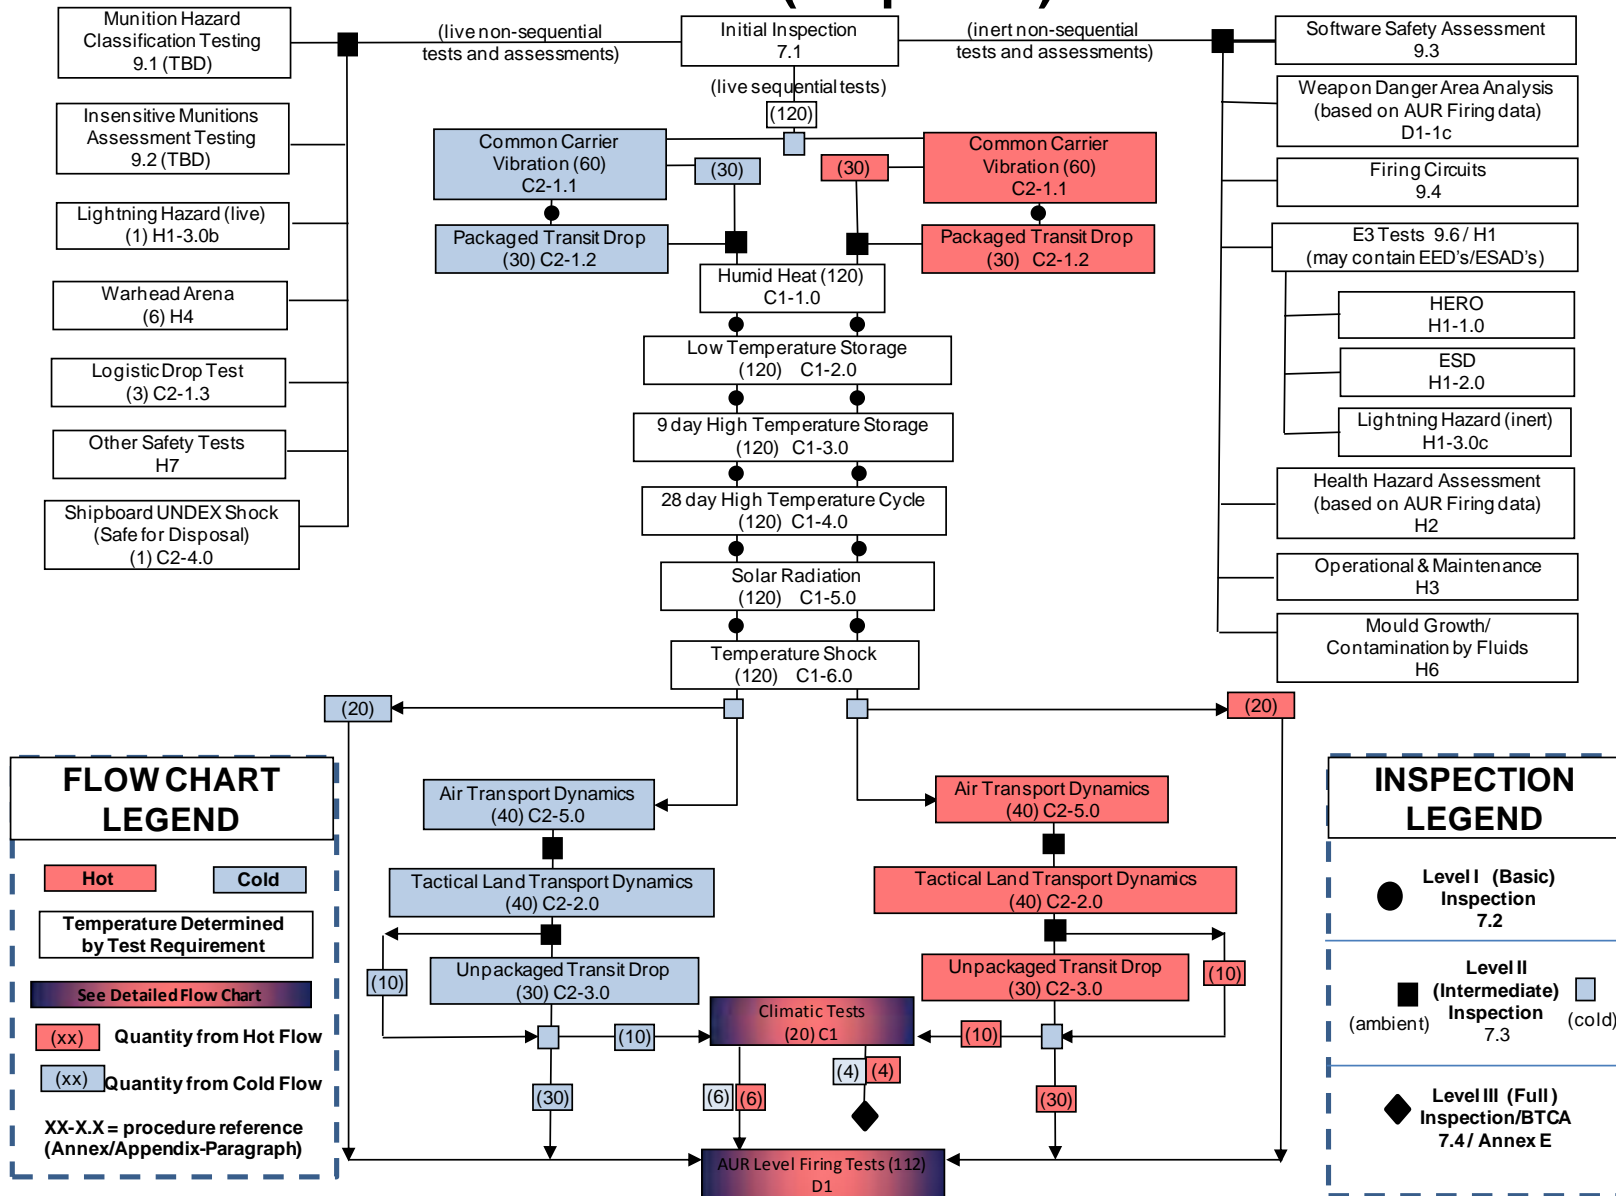 Munition Hazard
Classification Testing
9.1 (TBD)
(live non-sequential
tests and assessments)
Initial Inspection
7.1
(inert non-sequential
tests and assessments)
Software Safety Assessment
9.3
(live sequential tests)
(120)
Insensitive Munitions
Assessment Testing
9.2 (TBD)
Lightning Hazard (live)
(1) H1-3.0b
Warhead Arena
(6) H4
Logistic Drop Test
(3) C2-1.3
Other Safety Tests
H7
Shipboard UNDEX Shock
(Safe for Disposal)
(1) C2-4.0
Common Carrier
Vibration (60)
C2-1.1
(30)
(30)
Common Carrier
Vibration (60)
C2-1.1
Packaged Transit Drop
(30) C2-1.2
Packaged Transit Drop
(30) C2-1.2
Humid Heat (120)
C1-1.0
Low Temperature Storage
(120) C1-2.0
9 day High Temperature Storage
(120) C1-3.0
28 day High Temperature Cycle
(120) C1-4.0
Solar Radiation
(120) C1-5.0
Temperature Shock
(120) C1-6.0
Weapon Danger Area Analysis
(based on AUR Firing data)
D1-1c
Firing Circuits
9.4
E3 Tests 9.6 / H1
(may contain EED's/ESAD's)
HERO
H1-1.0
ESD
H1-2.0
Lightning Hazard (inert)
H1-3.0c
Health Hazard Assessment
(based on AUR Firing data)
H2
Operational & Maintenance
H3
Mould Growth/
Contamination by Fluids
H6
(20)
(20)
Air Transport Dynamics
(40) C2-5.0
Air Transport Dynamics
(40) C2-5.0
Tactical Land Transport Dynamics
(40) C2-2.0
Tactical Land Transport Dynamics
(40) C2-2.0
(10)
Unpackaged Transit Drop
(30) C2-3.0
Unpackaged Transit Drop
(30) C2-3.0
(10)
(10)
Climatic Tests
(20) C1
(10)
(30)
(6)
(6)
(4)
(4)
(30)
AUR Level Firing Tests (112)
D1
FLOW CHART
LEGEND
Hot
Cold
Temperature Determined
by Test Requirement
See Detailed Flow Chart
(xx)
Quantity from Hot Flow
(xx)
Quantity from Cold Flow
XX-X.X = procedure reference
(Annex/Appendix-Paragraph)
INSPECTION
LEGEND
Level I (Basic)
Inspection
7.2
Level II
(Intermediate)
Inspection
7.3
(ambient)
(cold)
Level III (Full)
Inspection/BTCA
7.4 / Annex E